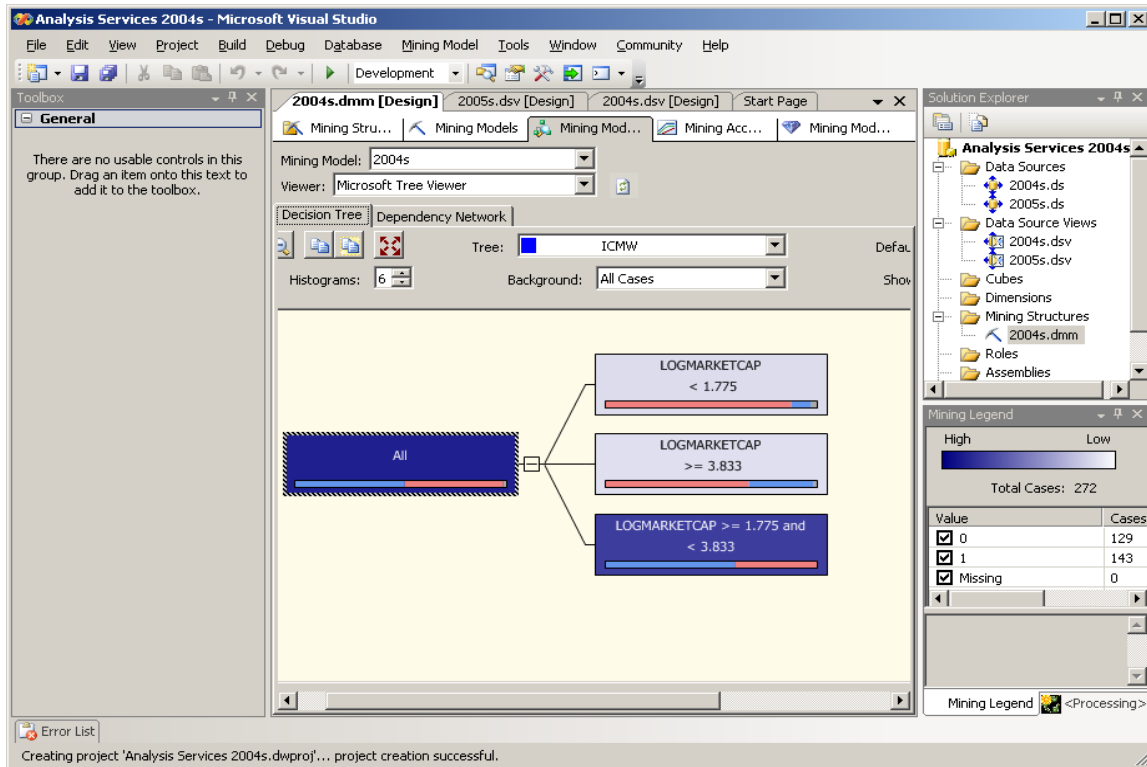 Analysis Services 2004s - Microsoft Visual Studio
File Edit View Project Build Debug Database Mining Model Tools Window Community Help
Development
Toolbox
General
There are no usable controls in this
group. Drag an item onto this text to
add it to the toolbox.
2004s.dmm [Design] 2005s.dsv [Design] 2004s.dsv [Design] Start Page
Mining Stru... Mining Models Mining Mod... Mining Acc... Mining Mod...
Mining Model: 2004s
Viewer: Microsoft Tree Viewer
Decision Tree Dependency Network
Tree: ICMW Defau
Histograms: 6 Background: All Cases Show
All
LOGMARKETCAP
< 1.775
LOGMARKETCAP
>= 3.833
LOGMARKETCAP >= 1.775 and
< 3.833
Solution Explorer
Analysis Services 2004s
Data Sources
2004s.ds
2005s.ds
Data Source Views
2004s.dsv
2005s.dsv
Cubes
Dimensions
Mining Structures
2004s.dmm
Roles
Assemblies
Mining Legend
High Low
Total Cases: 272
Value Cases
0 129
1 143
Missing 0
Mining Legend <Processing>
Error List
Creating project 'Analysis Services 2004s.dwproj'... project creation successful.